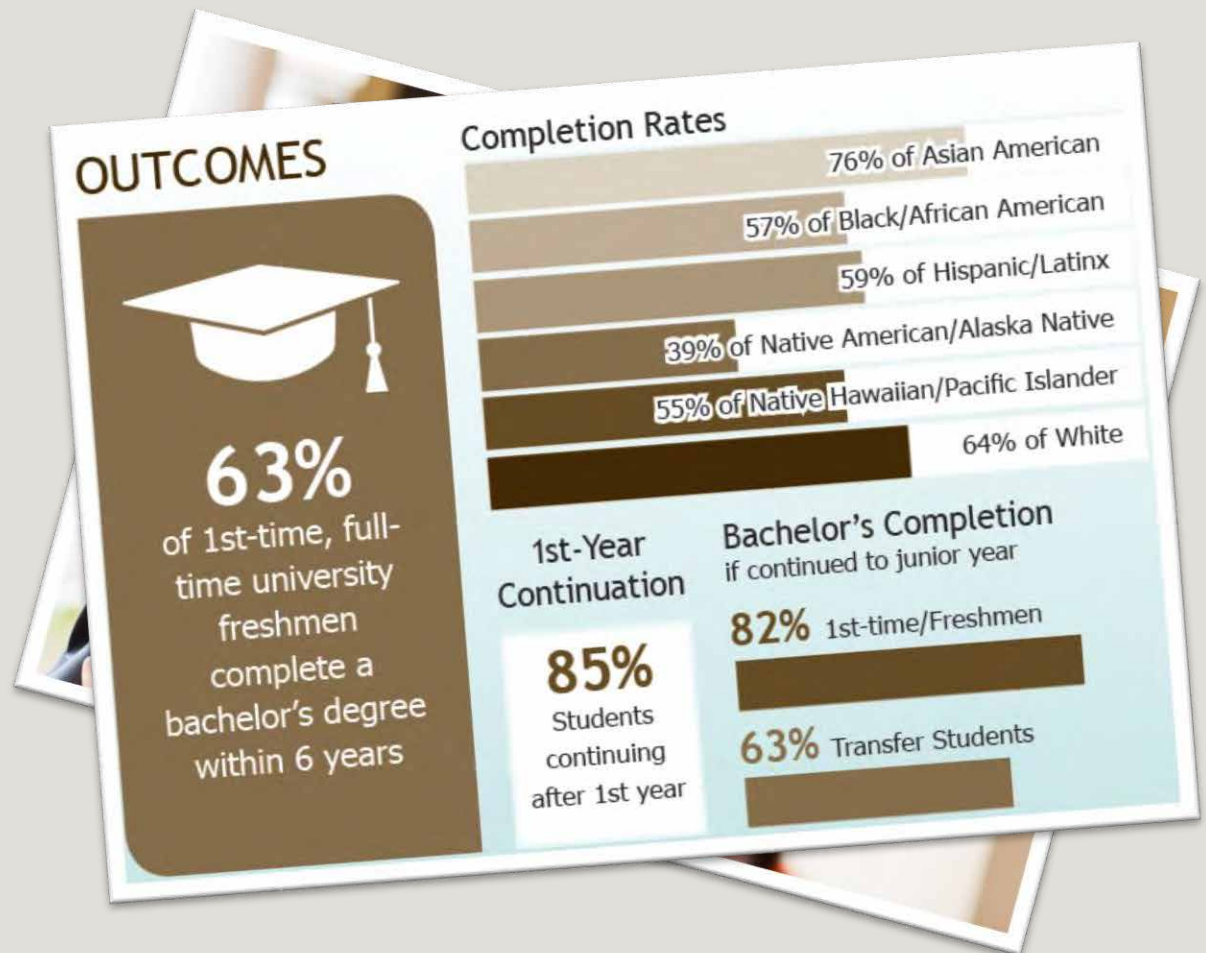 OUTCOMES
63%
of 1st-time, full-
time university
freshmen
complete a
bachelor's degree
within 6 years
Completion Rates
76% of Asian American
57% of Black/African American
59% of Hispanic/Latinx
39% of Native American/Alaska Native
55% of Native Hawaiian/Pacific Islander
64% of White
1st-Year
Continuation
85%
Students
continuing
after 1st year
Bachelor's Completion
if continued to junior year
82% 1st-time/Freshmen
63% Transfer Students